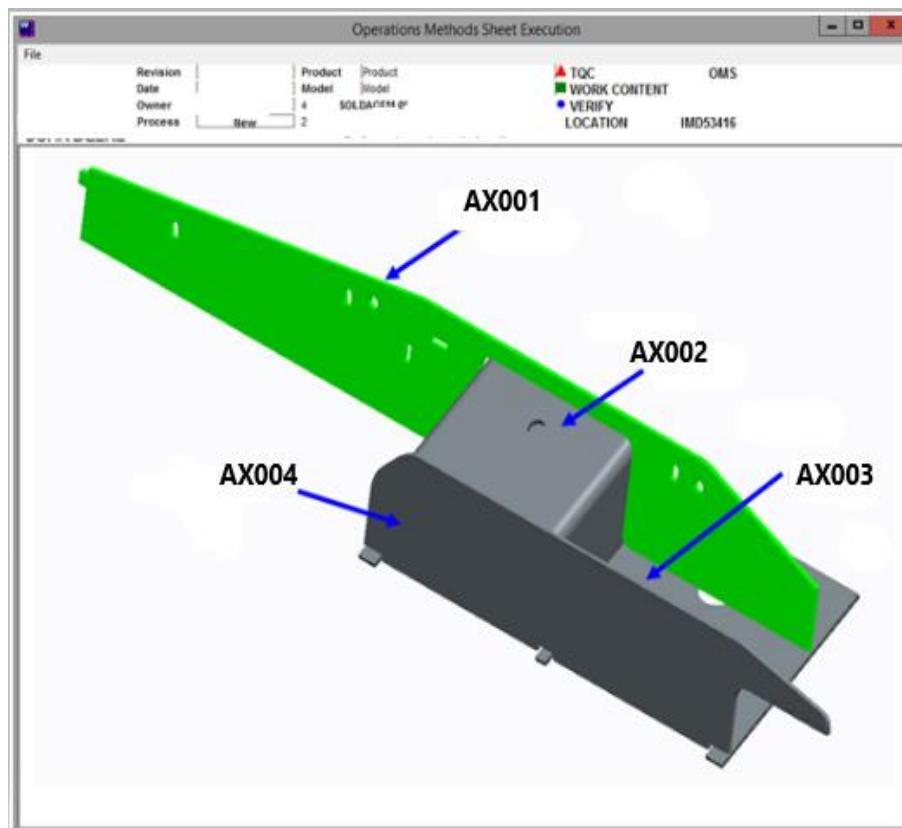 Operations Methods Sheet Execution
File
Revision Product Product TQC OMS
Date Model Model WORK CONTENT
Owner 4 VERIFY
Process New 2 LOCATION IMD53416
AX001
AX002
AX004
AX003